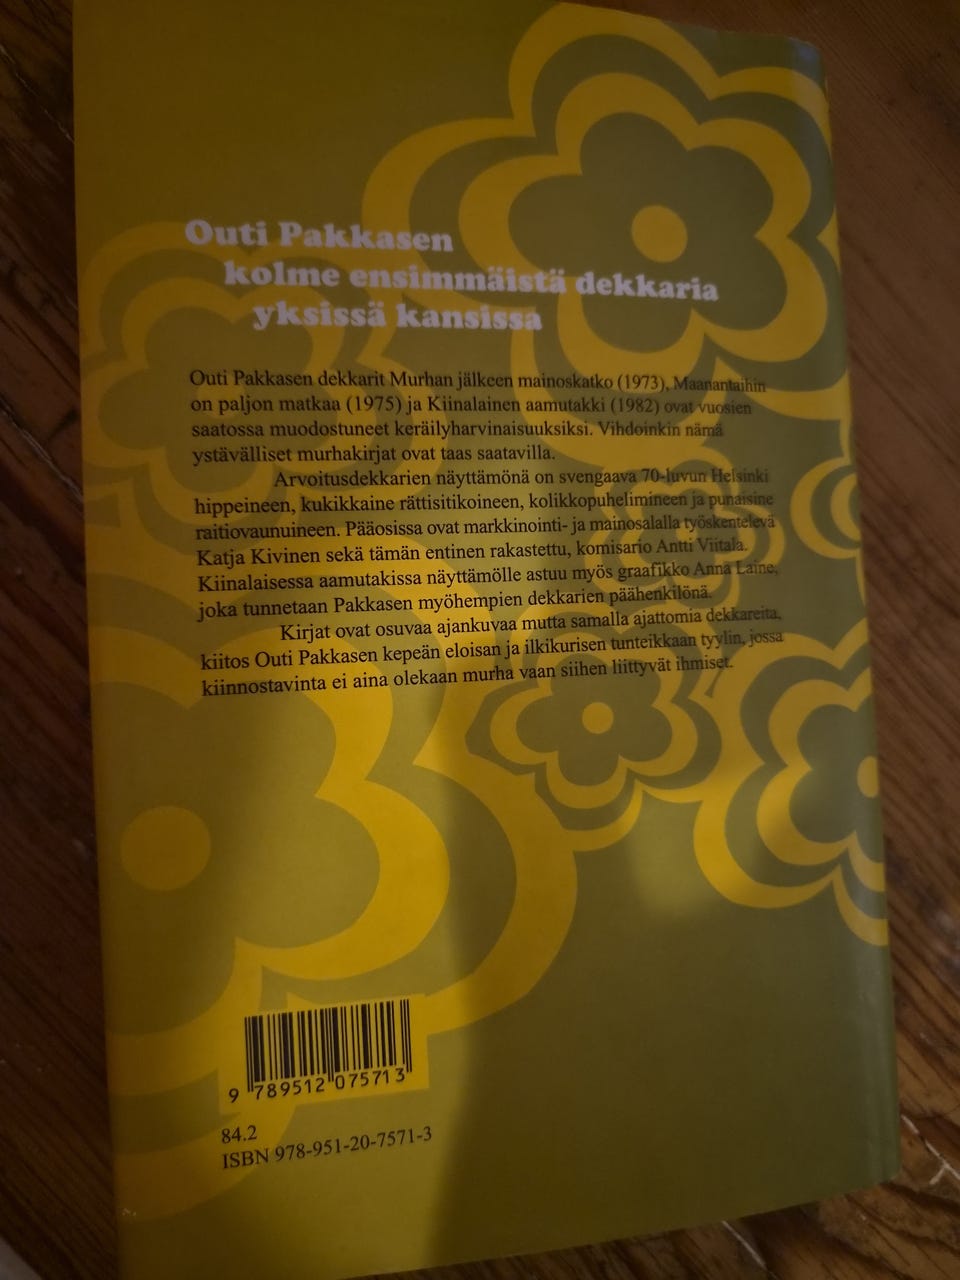 Outi Pakkasen
kolme ensimmäistä dekkaria
yksissä kansissa
Outi Pakkasen dekkarit Murhan jälkeen mainoskatko (1973), Maanantaihin
on paljon matkaa (1975) ja Kiinalainen aamutakki (1982) ovat vuosien
saatossa muodostuneet keräilyharvinaisuuksiksi. Vihdoinkin nämä
ystävälliset murhakirjat ovat taas saatavilla.
Arvoitusdekkarien näyttämönä on svengaava 70-luvun Helsinki
hippeineen, kukikkaine rättisitikoineen, kolikkopuhelimineen ja punaisine
raitiovaunuineen. Pääosissa ovat markkinointi- ja mainosalalla työskentelevä
Katja Kivinen sekä tämän entinen rakastettu, komisario Antti Viitala.
Kiinalaisessa aamutakissa näyttämölle astuu myös graafikko Anna Laine,
joka tunnetaan Pakkasen myöhempien dekkarien päähenkilönä.
Kirjat ovat osuvaa ajankuvaa mutta samalla ajattomia dekkareita,
kiitos Outi Pakkasen kepeän eloisan ja ilkikurisen tunteikkaan tyylin, jossa
kiinnostavinta ei aina olekaan murha vaan siihen liittyvät ihmiset.
9 789512 075713
84.2
ISBN 978-951-20-7571-3